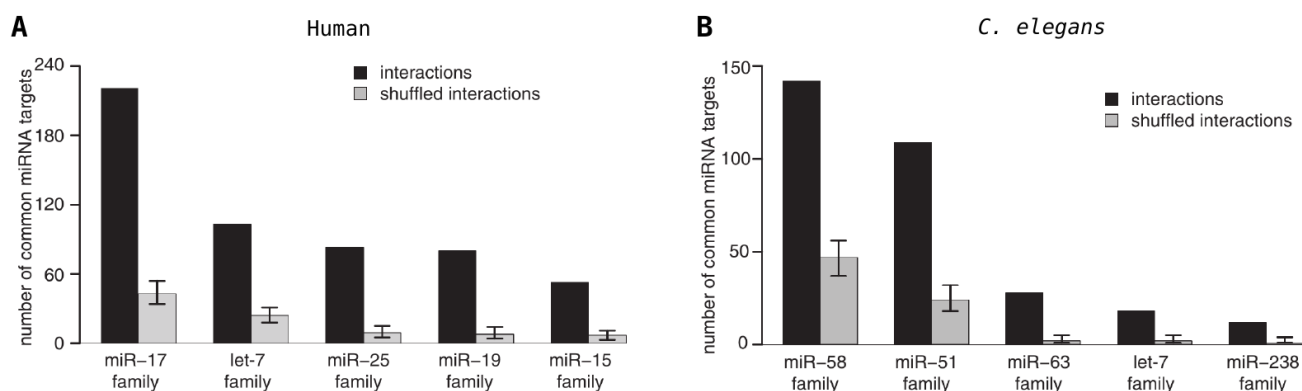 A
Human
number of common miRNA targets
240
180
120
60
0
interactions
shuffled interactions
miR–17
family
let-7
family
miR–25
family
miR–19
family
miR–15
family
B
C. elegans
number of common miRNA targets
150
100
50
0
interactions
shuffled interactions
miR–58
family
miR–51
family
miR–63
family
let-7
family
miR–238
family